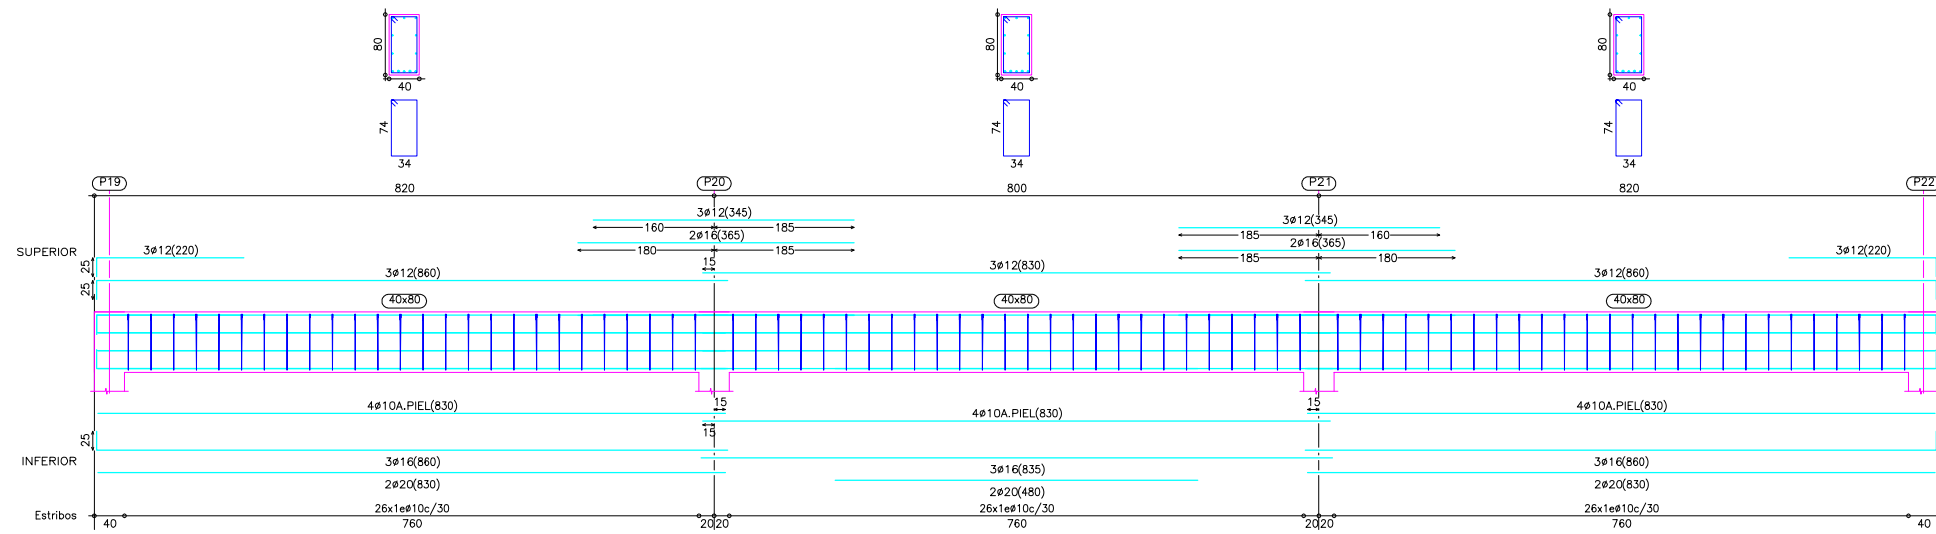 80 80 80
40 40 40
74 74 74
34 34 34
P19 P20 P21 P22
820 800 820
3ø12(345)
160 185
3ø12(345)
185 160
2ø16(365)
180 185
2ø16(365)
185 180
SUPERIOR
3ø12(220) 3ø12(220)
25
15
3ø12(860) 3ø12(830) 3ø12(860)
25
40x80 40x80 40x80
15 15
4ø10A.PIEL(830) 4ø10A.PIEL(830) 4ø10A.PIEL(830)
15
25
INFERIOR
3ø16(860) 3ø16(835) 3ø16(860)
2ø20(830) 2ø20(480) 2ø20(830)
Estribos
26x1eø10c/30 26x1eø10c/30 26x1eø10c/30
40 760 20 20 760 20 20 760 40